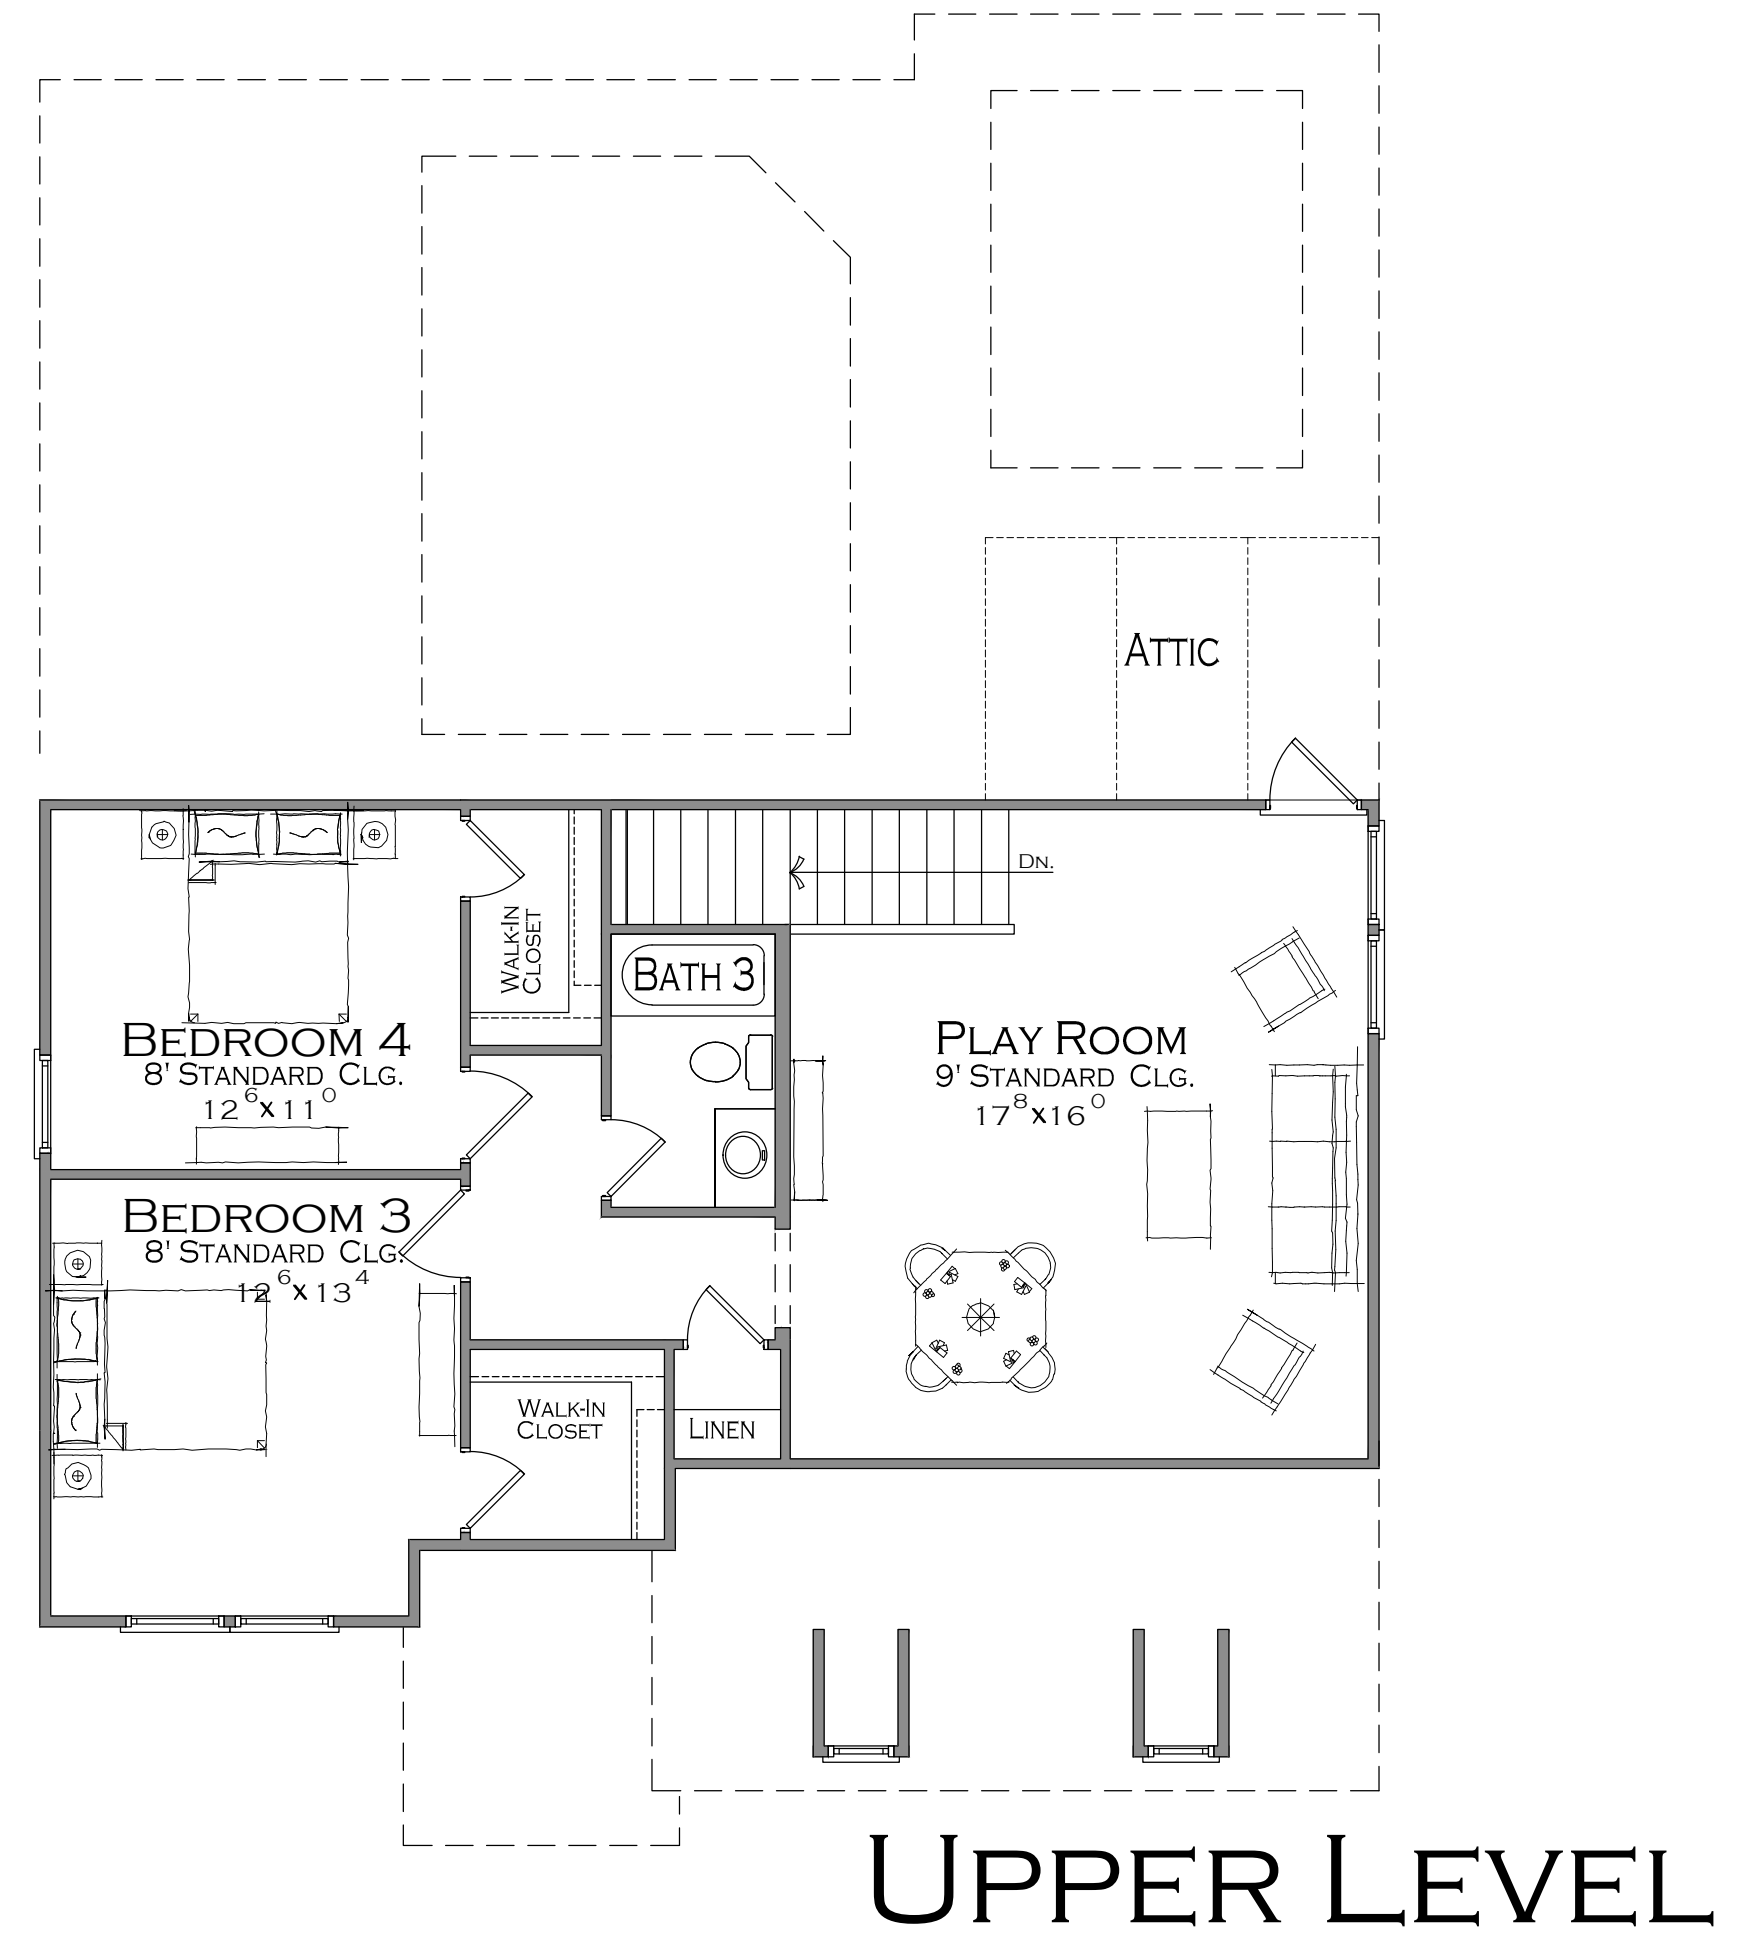 ATTIC
DN.
WALK-IN
CLOSET
BATH 3
BEDROOM 4
8' STANDARD CLG.
12⁶X11⁰
PLAY ROOM
9' STANDARD CLG.
17⁸X16⁰
BEDROOM 3
8' STANDARD CLG.
12⁶X13⁴
WALK-IN
CLOSET
LINEN
UPPER LEVEL